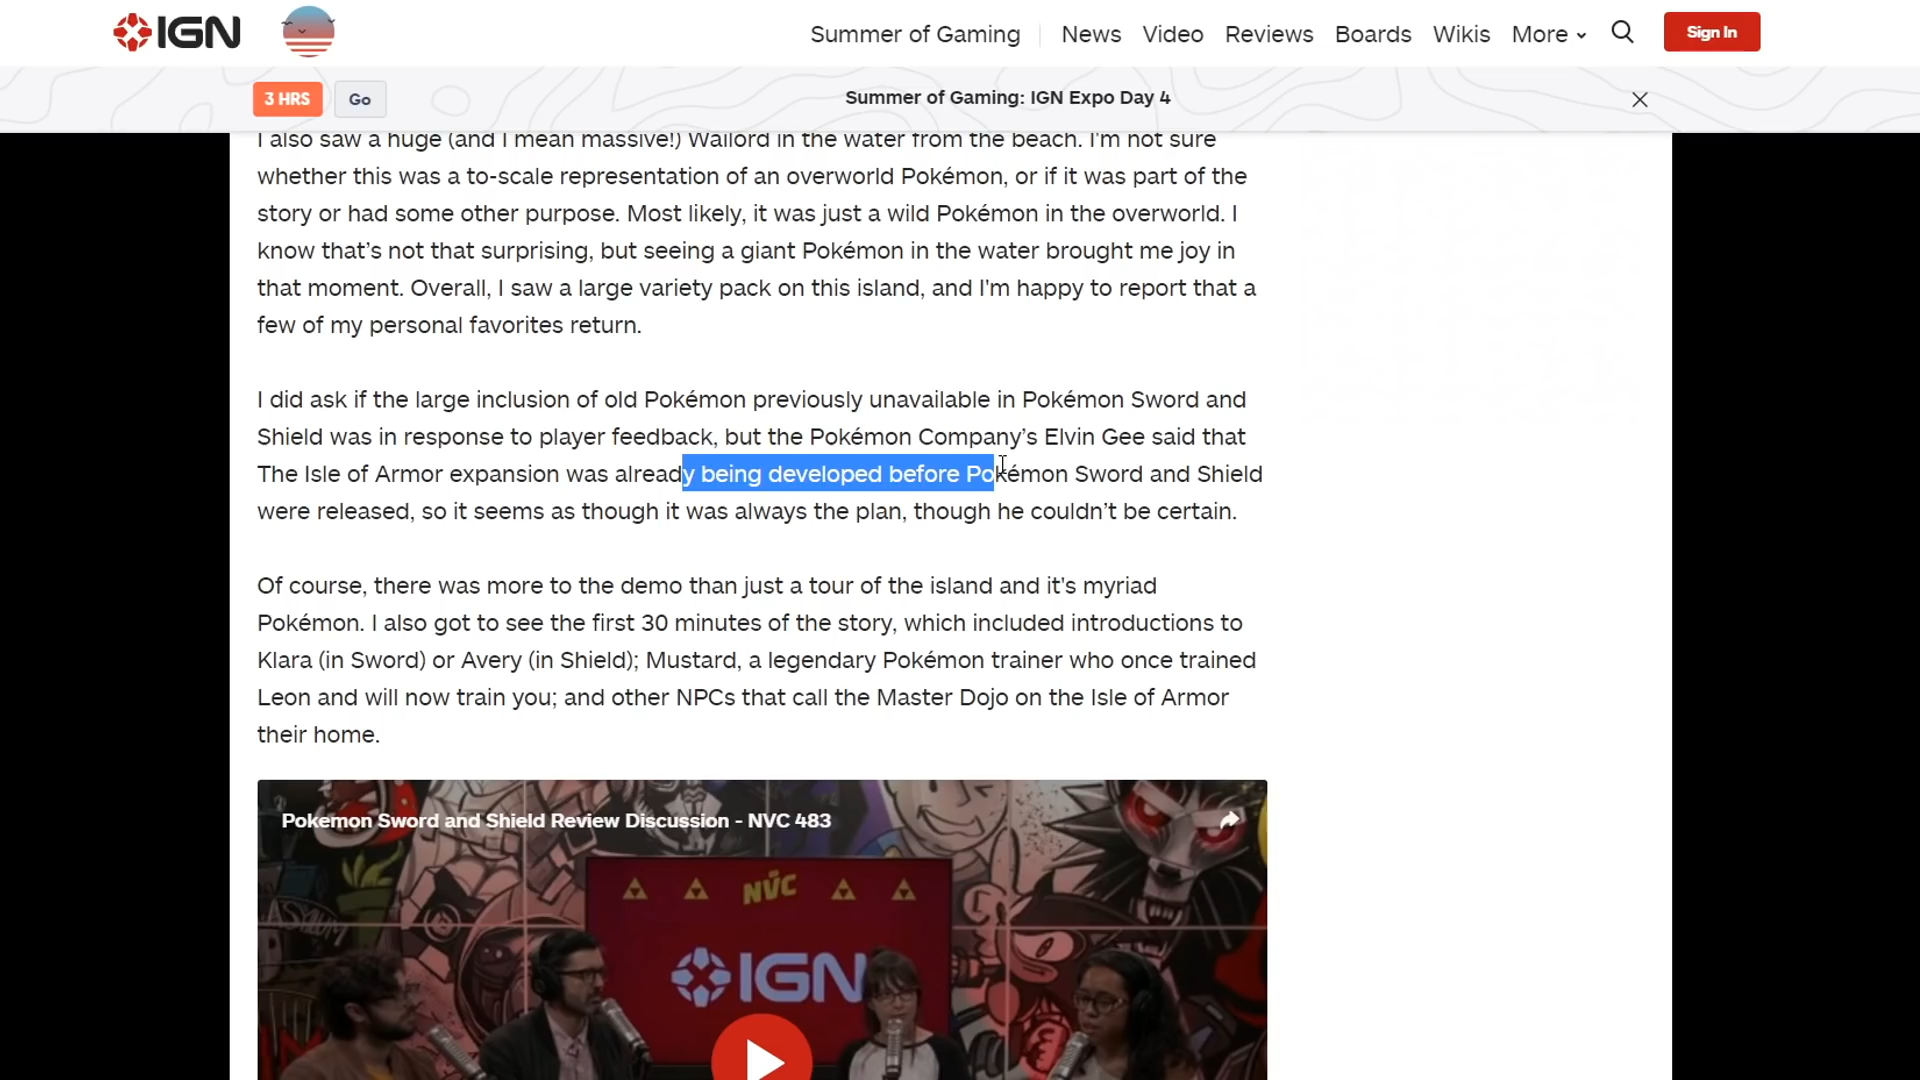 IGN
Summer of Gaming News Video Reviews Boards Wikis More Sign In
3 HRS Go Summer of Gaming: IGN Expo Day 4
I also saw a huge (and I mean massive!) Wailord in the water from the beach. I'm not sure
whether this was a to-scale representation of an overworld Pokémon, or if it was part of the
story or had some other purpose. Most likely, it was just a wild Pokémon in the overworld. I
know that’s not that surprising, but seeing a giant Pokémon in the water brought me joy in
that moment. Overall, I saw a large variety pack on this island, and I'm happy to report that a
few of my personal favorites return.
I did ask if the large inclusion of old Pokémon previously unavailable in Pokémon Sword and
Shield was in response to player feedback, but the Pokémon Company’s Elvin Gee said that
The Isle of Armor expansion was already being developed before Pokémon Sword and Shield
were released, so it seems as though it was always the plan, though he couldn’t be certain.
Of course, there was more to the demo than just a tour of the island and it's myriad
Pokémon. I also got to see the first 30 minutes of the story, which included introductions to
Klara (in Sword) or Avery (in Shield); Mustard, a legendary Pokémon trainer who once trained
Leon and will now train you; and other NPCs that call the Master Dojo on the Isle of Armor
their home.
Pokemon Sword and Shield Review Discussion - NVC 483
NVC
IGN